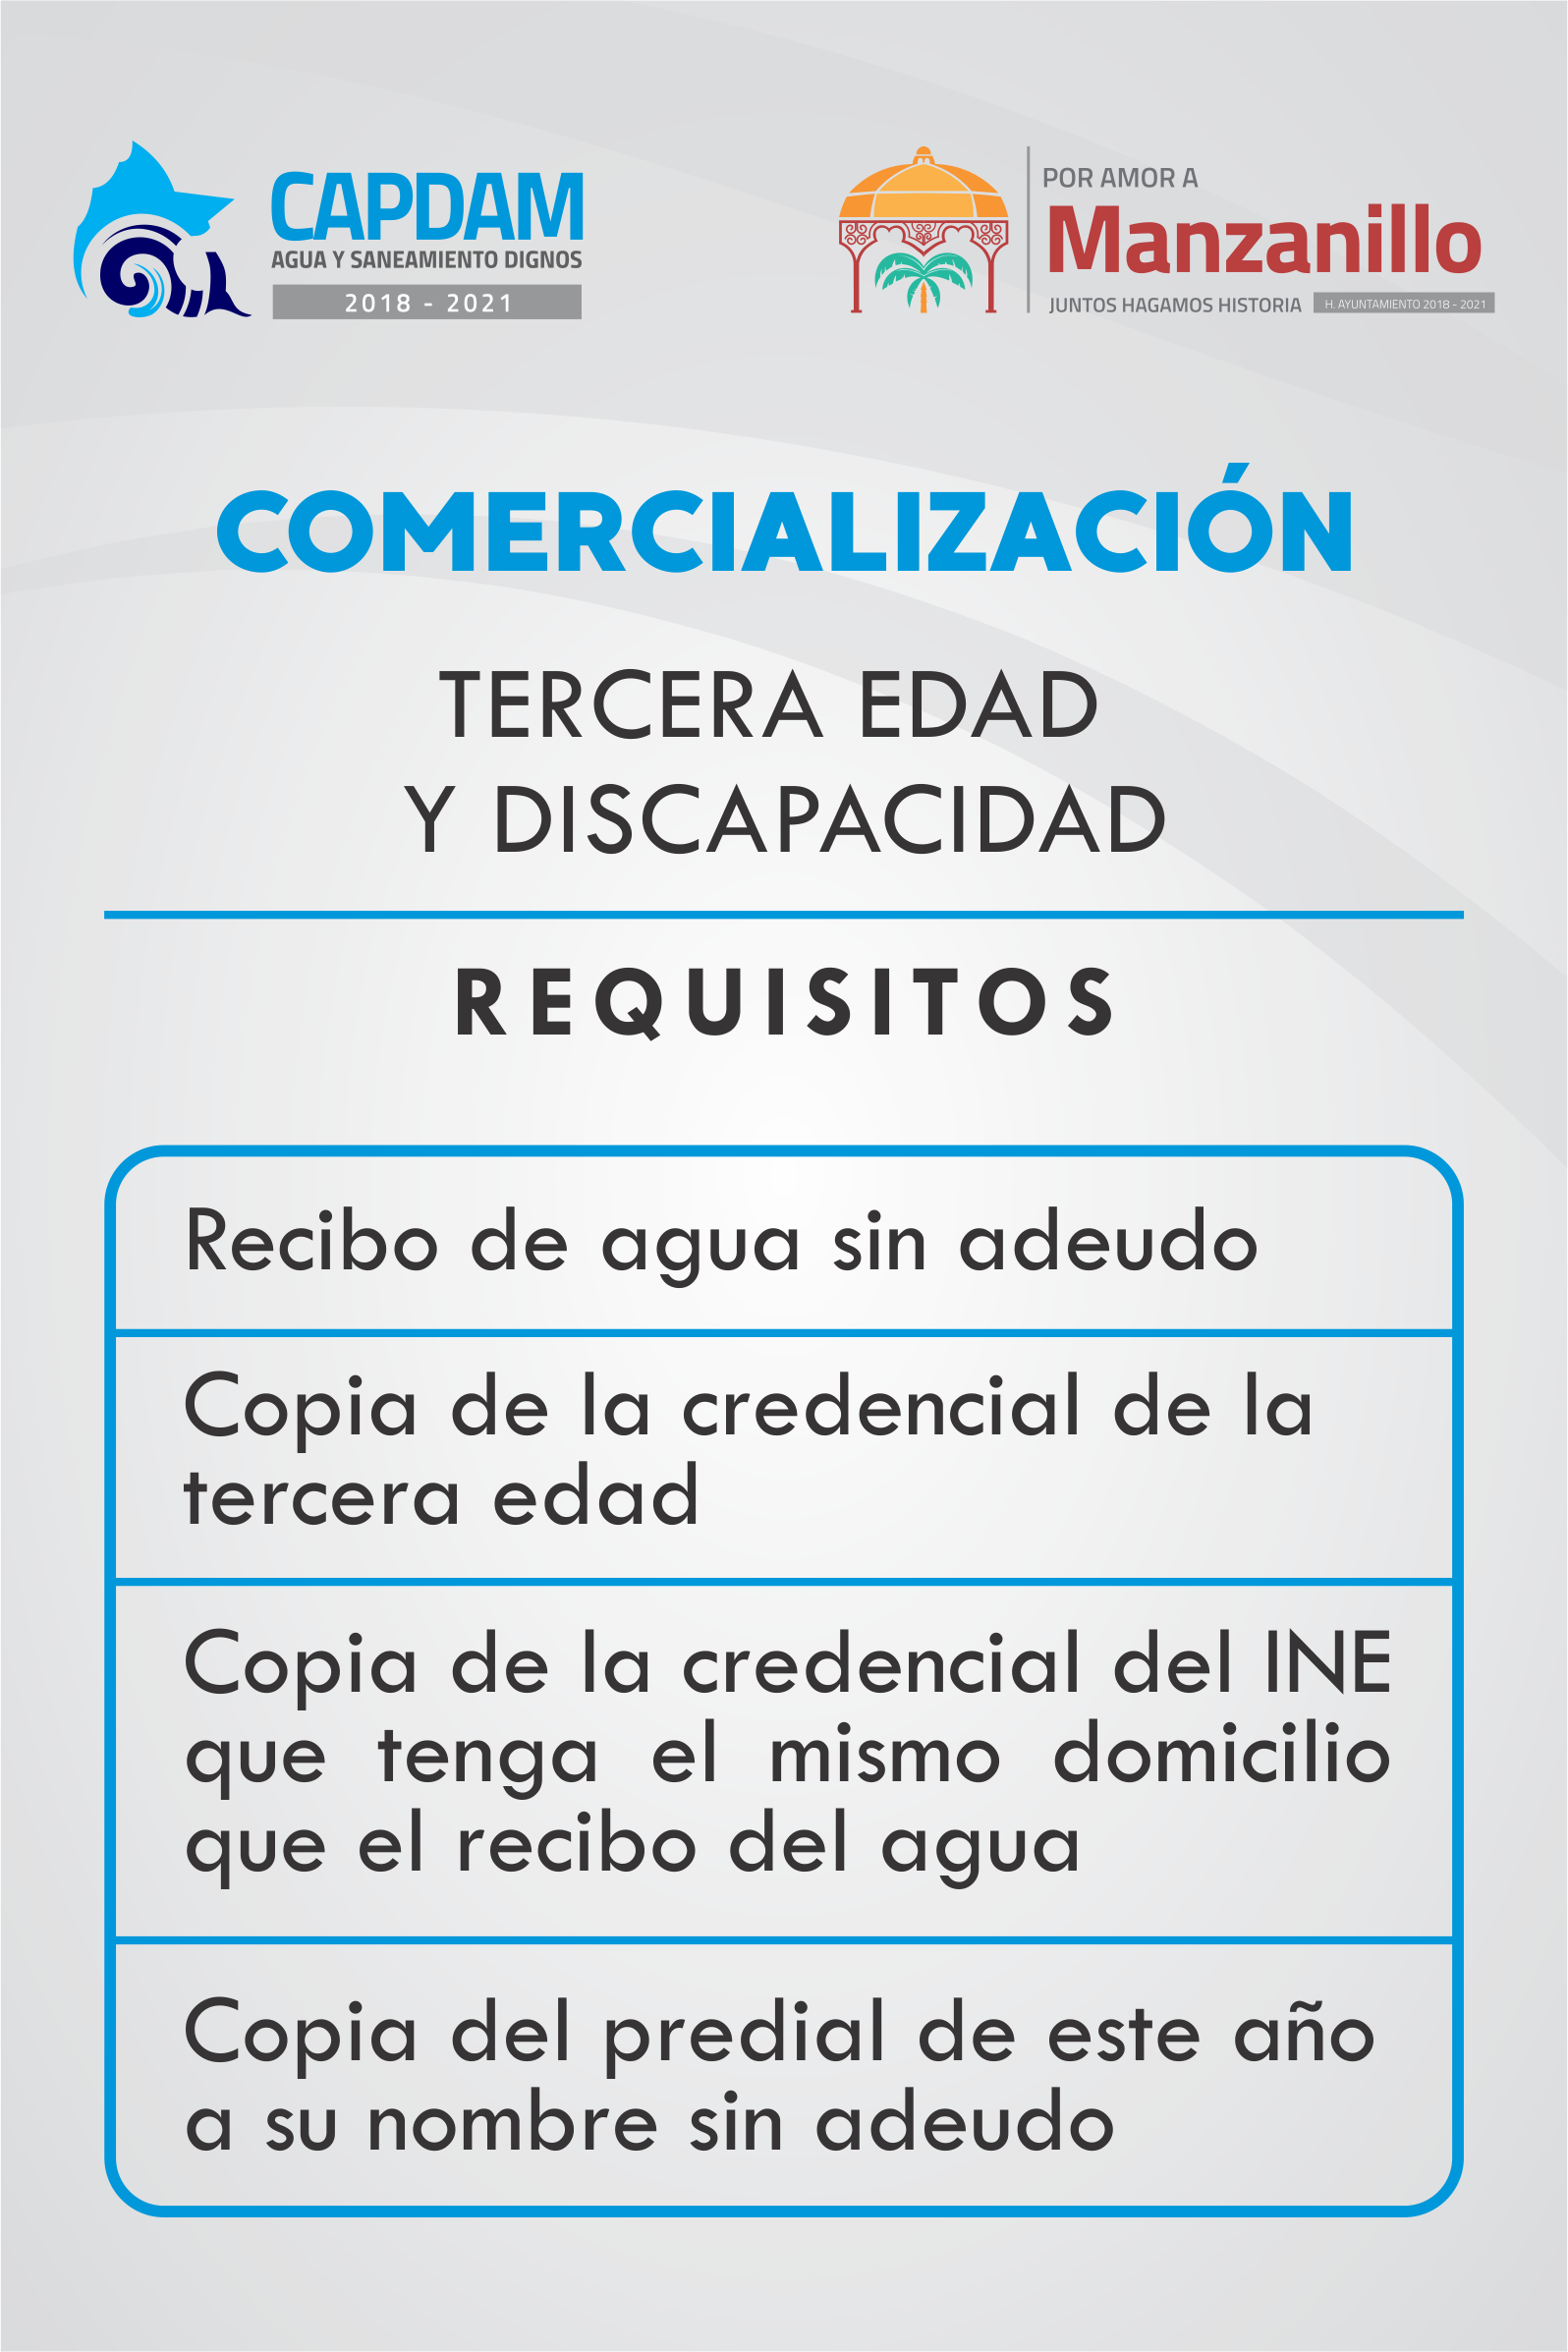 CAPDAM
AGUA Y SANEAMIENTO DIGNOS
2018 - 2021
POR AMOR A
Manzanillo
JUNTOS HAGAMOS HISTORIA
H. AYUNTAMIENTO 2018 - 2021
COMERCIALIZACIÓN
TERCERA EDAD
Y DISCAPACIDAD
REQUISITOS
Recibo de agua sin adeudo
Copia de la credencial de la
tercera edad
Copia de la credencial del INE
que tenga el mismo domicilio
que el recibo del agua
Copia del predial de este año
a su nombre sin adeudo